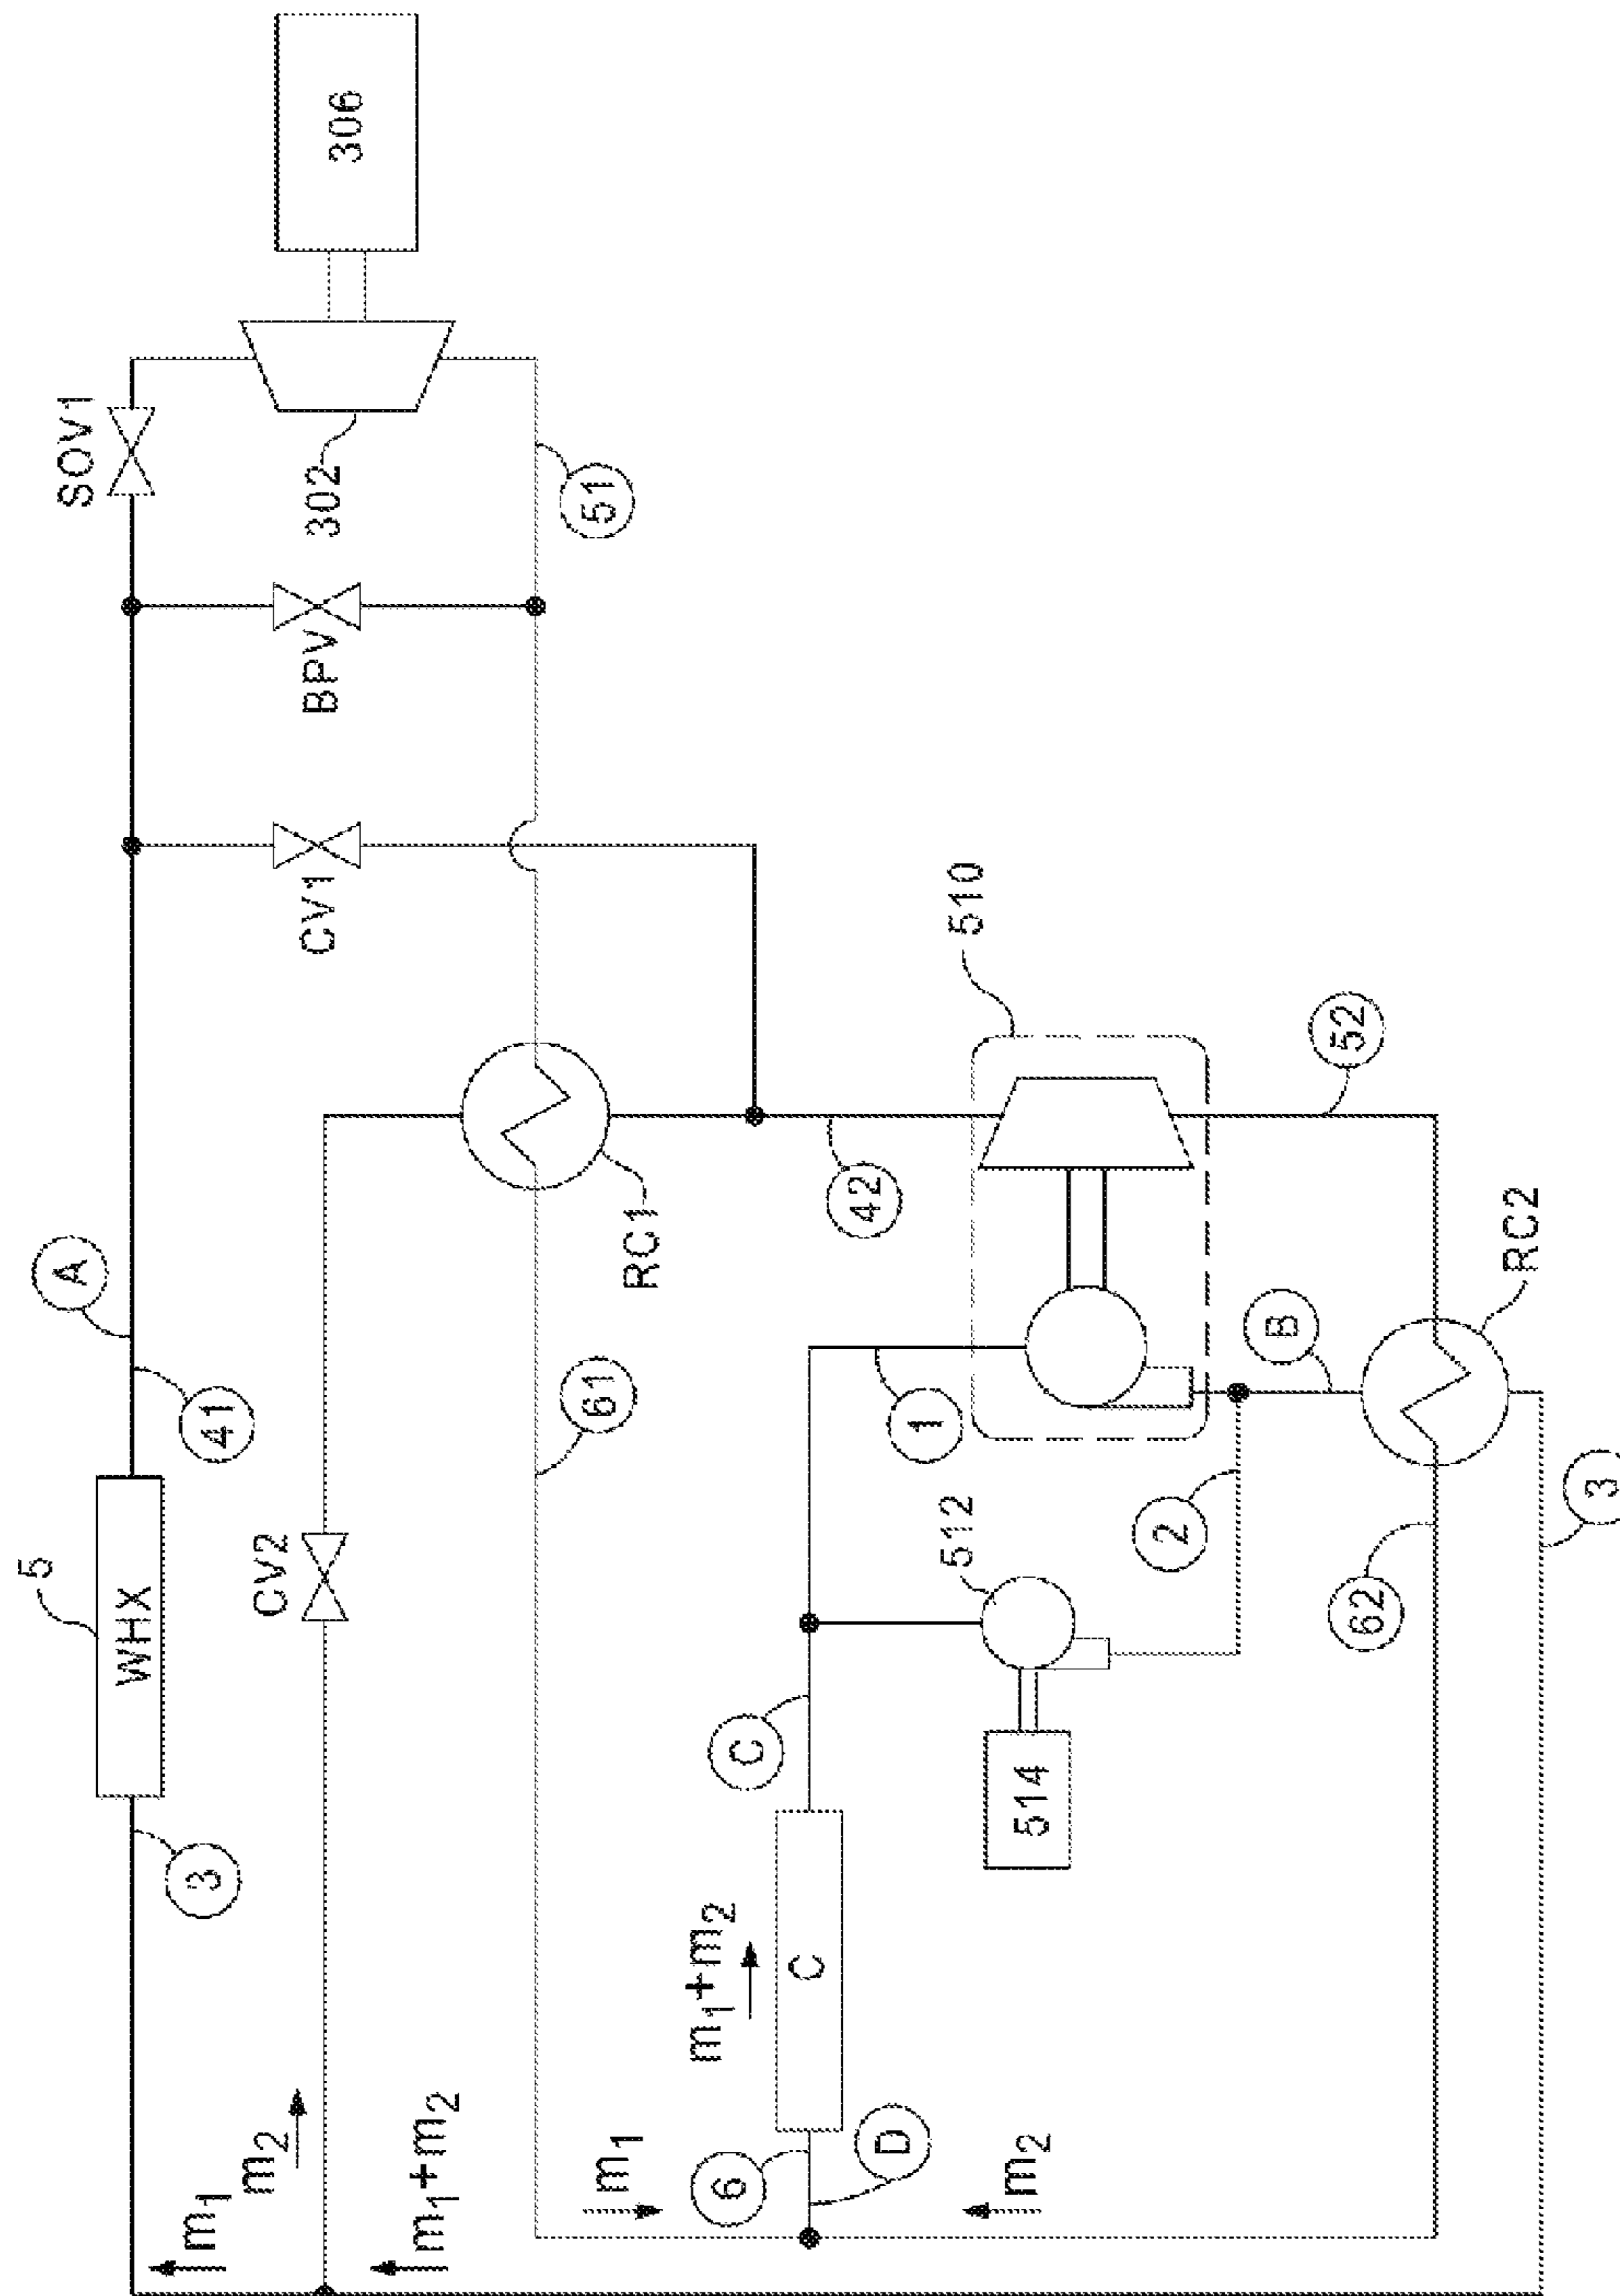 306
SOV1
302
51
BPV
CV1
510
A
41
5
WHX
CV2
3
RC1
42
52
61
1
B
RC2
512
2
62
3
C
514
m₁+m₂
C
6
D
m₁
m₂
m₁
m₂
m₁+m₂